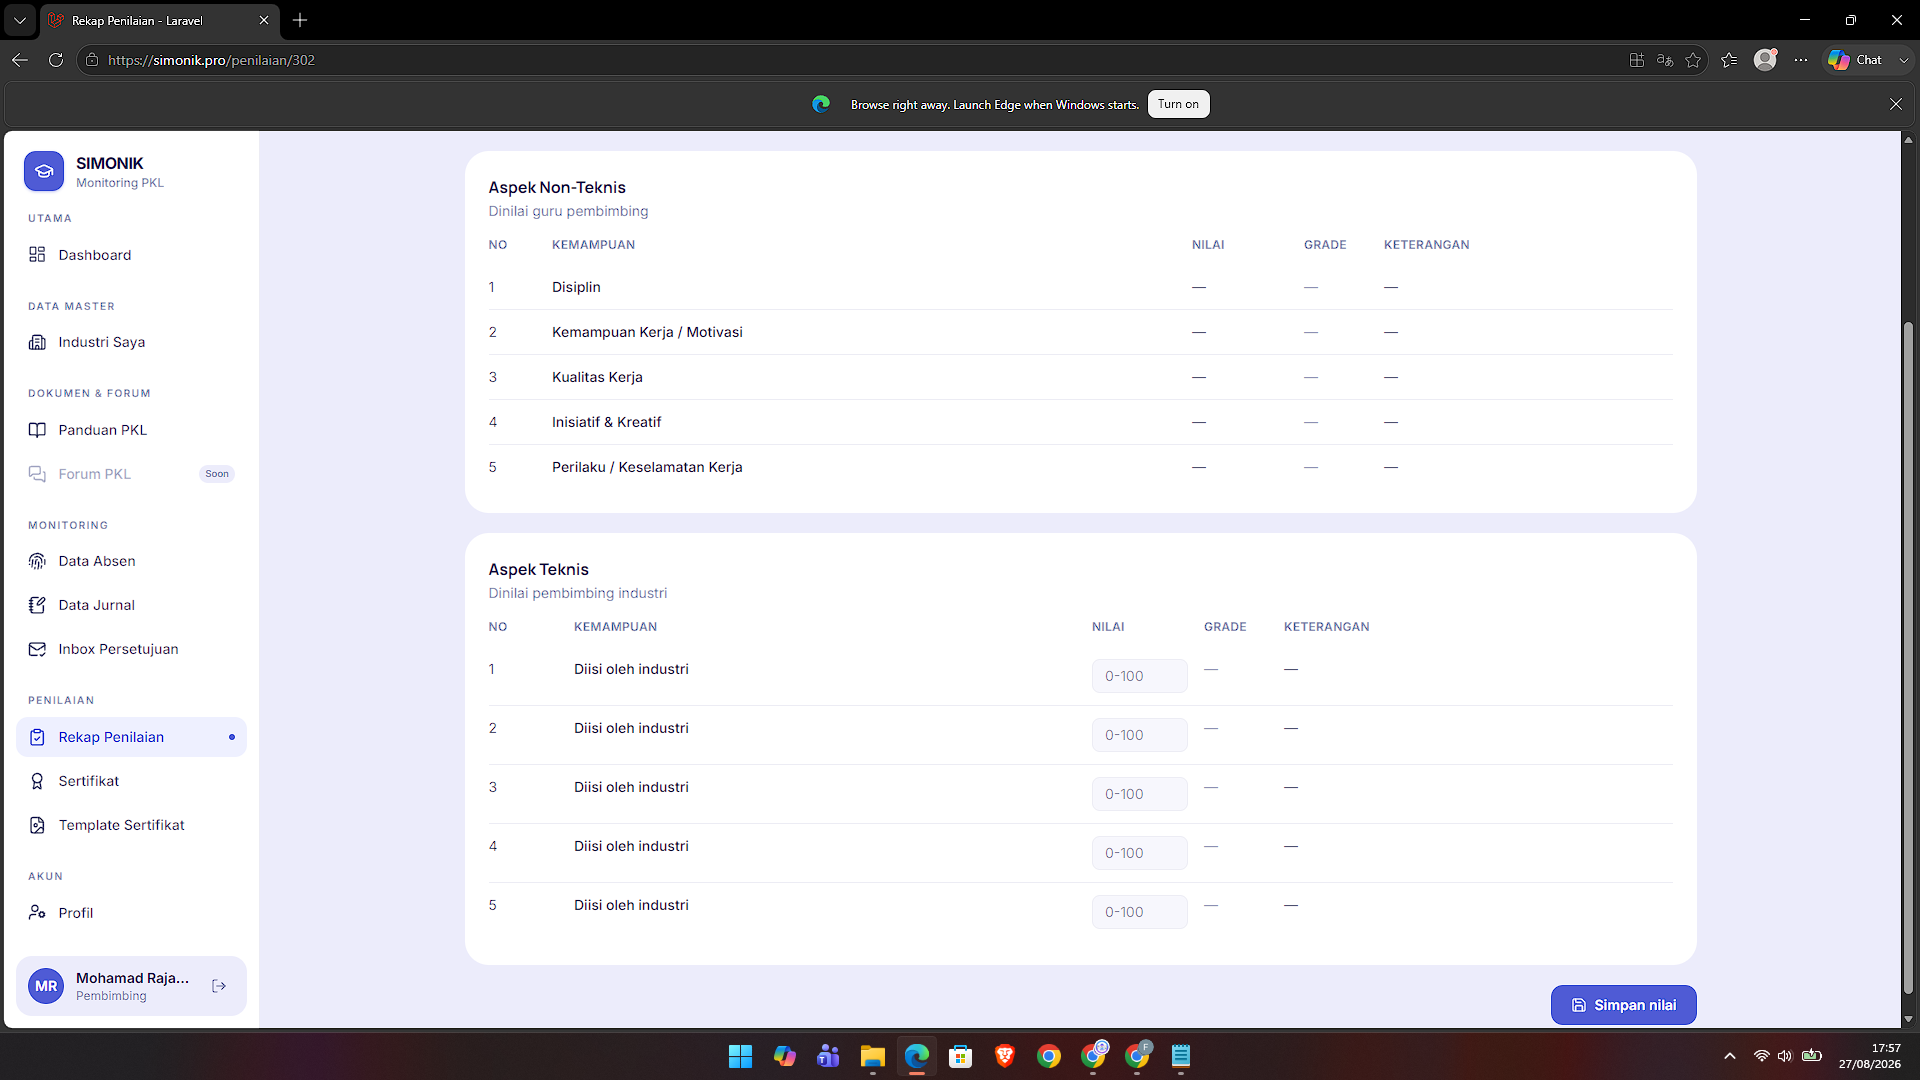 Rekap Penilaian - Laravel
https://simonik.pro/penilaian/302
Chat
Browse right away. Launch Edge when Windows starts.
Turn on
SIMONIK
Monitoring PKL
UTAMA
Dashboard
DATA MASTER
Industri Saya
DOKUMEN & FORUM
Panduan PKL
Forum PKL Soon
MONITORING
Data Absen
Data Jurnal
Inbox Persetujuan
PENILAIAN
Rekap Penilaian
Sertifikat
Template Sertifikat
AKUN
Profil
MR
Mohamad Raja...
Pembimbing
Aspek Non-Teknis
Dinilai guru pembimbing
NO KEMAMPUAN NILAI GRADE KETERANGAN
1 Disiplin — — —
2 Kemampuan Kerja / Motivasi — — —
3 Kualitas Kerja — — —
4 Inisiatif & Kreatif — — —
5 Perilaku / Keselamatan Kerja — — —
Aspek Teknis
Dinilai pembimbing industri
NO KEMAMPUAN NILAI GRADE KETERANGAN
1 Diisi oleh industri 0-100 — —
2 Diisi oleh industri 0-100 — —
3 Diisi oleh industri 0-100 — —
4 Diisi oleh industri 0-100 — —
5 Diisi oleh industri 0-100 — —
Simpan nilai
17:57
27/08/2026